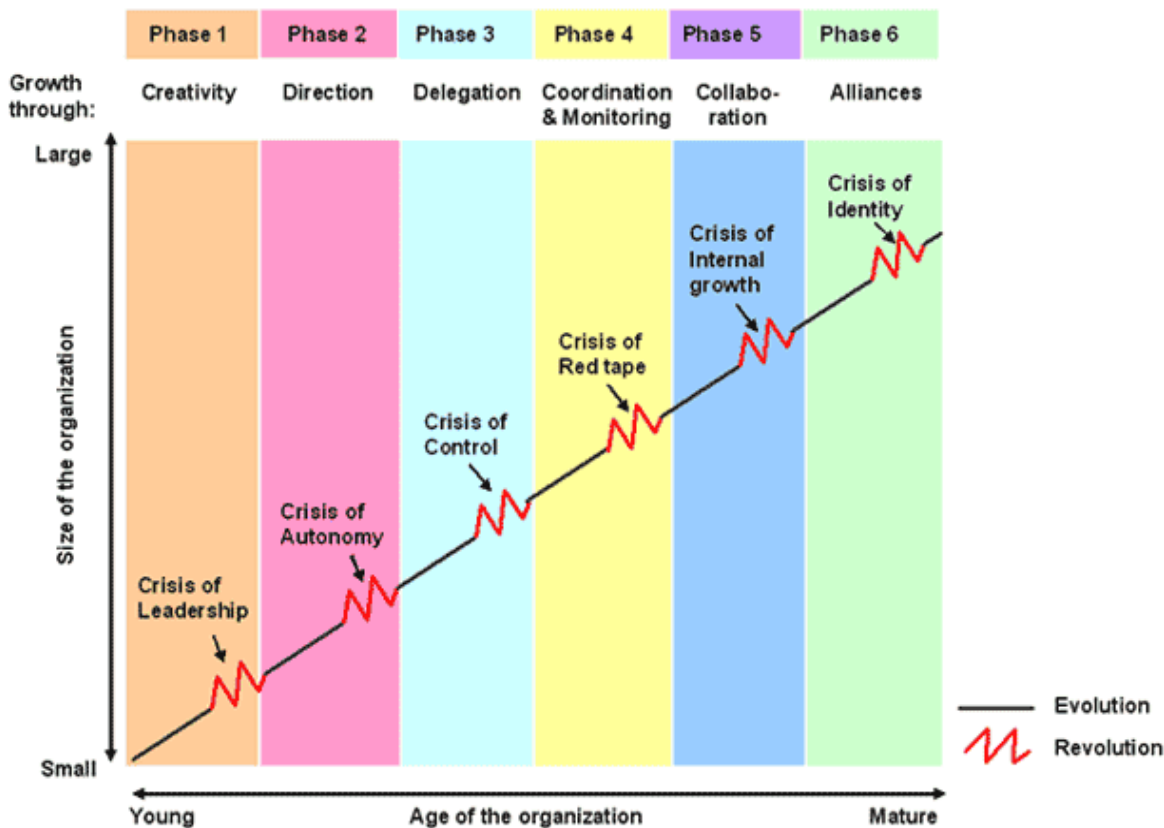 Phase 1 Phase 2 Phase 3 Phase 4 Phase 5 Phase 6
Growth
through:
Creativity
Direction
Delegation
Coordination
& Monitoring
Collabo-
ration
Alliances
Large
Size of the organization
Small
Crisis of
Leadership
Crisis of
Autonomy
Crisis of
Control
Crisis of
Red tape
Crisis of
Internal
growth
Crisis of
Identity
Evolution
Revolution
Young Age of the organization Mature